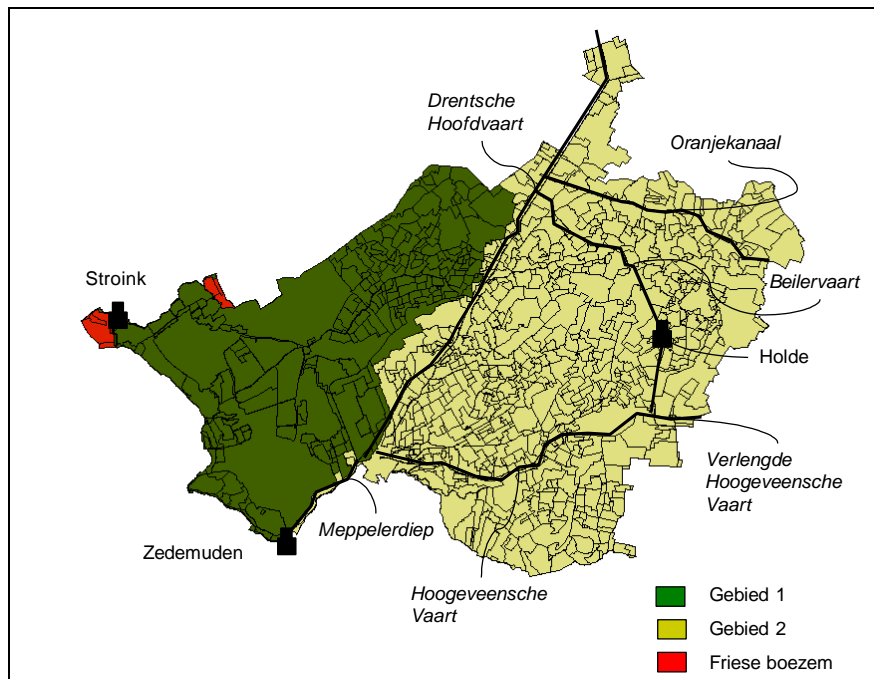 Drentsche
Hoofdvaart
Oranjekanaal
Stroink
Beilervaart
Holde
Verlengde
Hoogeveensche
Vaart
Meppelerdiep
Zedemuden
Hoogeveensche
Vaart
Gebied 1
Gebied 2
Friese boezem